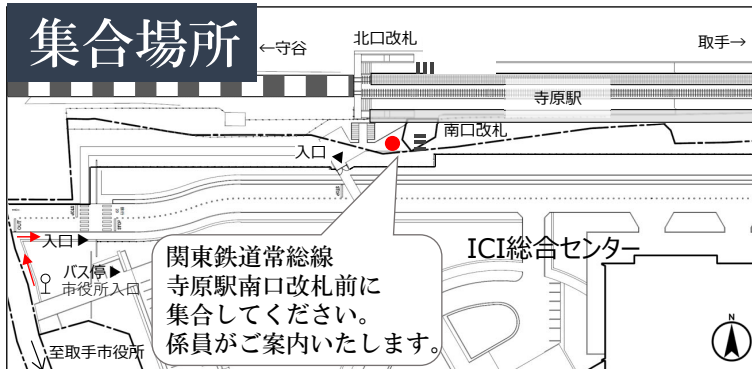 集合場所
←守谷
北口改札
取手→
寺原駅
南口改札
入口▶
ICI総合センター
入口▶
バス停▶
市役所入口
関東鉄道常総線
寺原駅南口改札前に
集合してください。
係員がご案内いたします。
至取手市役所
N